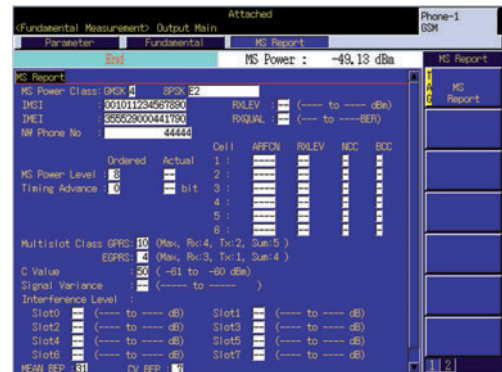 Attached
<Fundamental Measurement> Output Main
Phone-1
GSM
Parameter Fundamental MS Report
End MS Power : -49.13 dBm MS Report
MS Report
MS Power Class: GMSK 4 8PSK E2
IMSI : 001011234567890 RXLEV : -- (---- to ---- dBm)
IMEI : 355529000441790 RXQUAL : -- (---- to ----BER)
NW Phone No : 44444
TAG
MS
Report
Cell ARFCN RXLEV NCC BCC
Ordered Actual 1 : ---- -- - -
MS Power Level : 8 -- 2 : ---- -- - -
Timing Advance : 0 -- bit 3 : ---- -- - -
4 : ---- -- - -
5 : ---- -- - -
6 : ---- -- - -
Multislot Class GPRS: 10 (Max, Rx:4, Tx:2, Sum:5 )
EGPRS: 4 (Max, Rx:3, Tx:1, Sum:4 )
C Value : 50 ( -61 to -60 dBm)
Signal Variance : -- (----- to ----- )
Interference Level :
Slot0 -- (---- to ---- dB) Slot1 -- (---- to ---- dB)
Slot2 -- (---- to ---- dB) Slot3 -- (---- to ---- dB)
Slot4 -- (---- to ---- dB) Slot5 -- (---- to ---- dB)
Slot6 -- (---- to ---- dB) Slot7 -- (---- to ---- dB)
MEAN BEP :31 CV BEP : 7
1 2